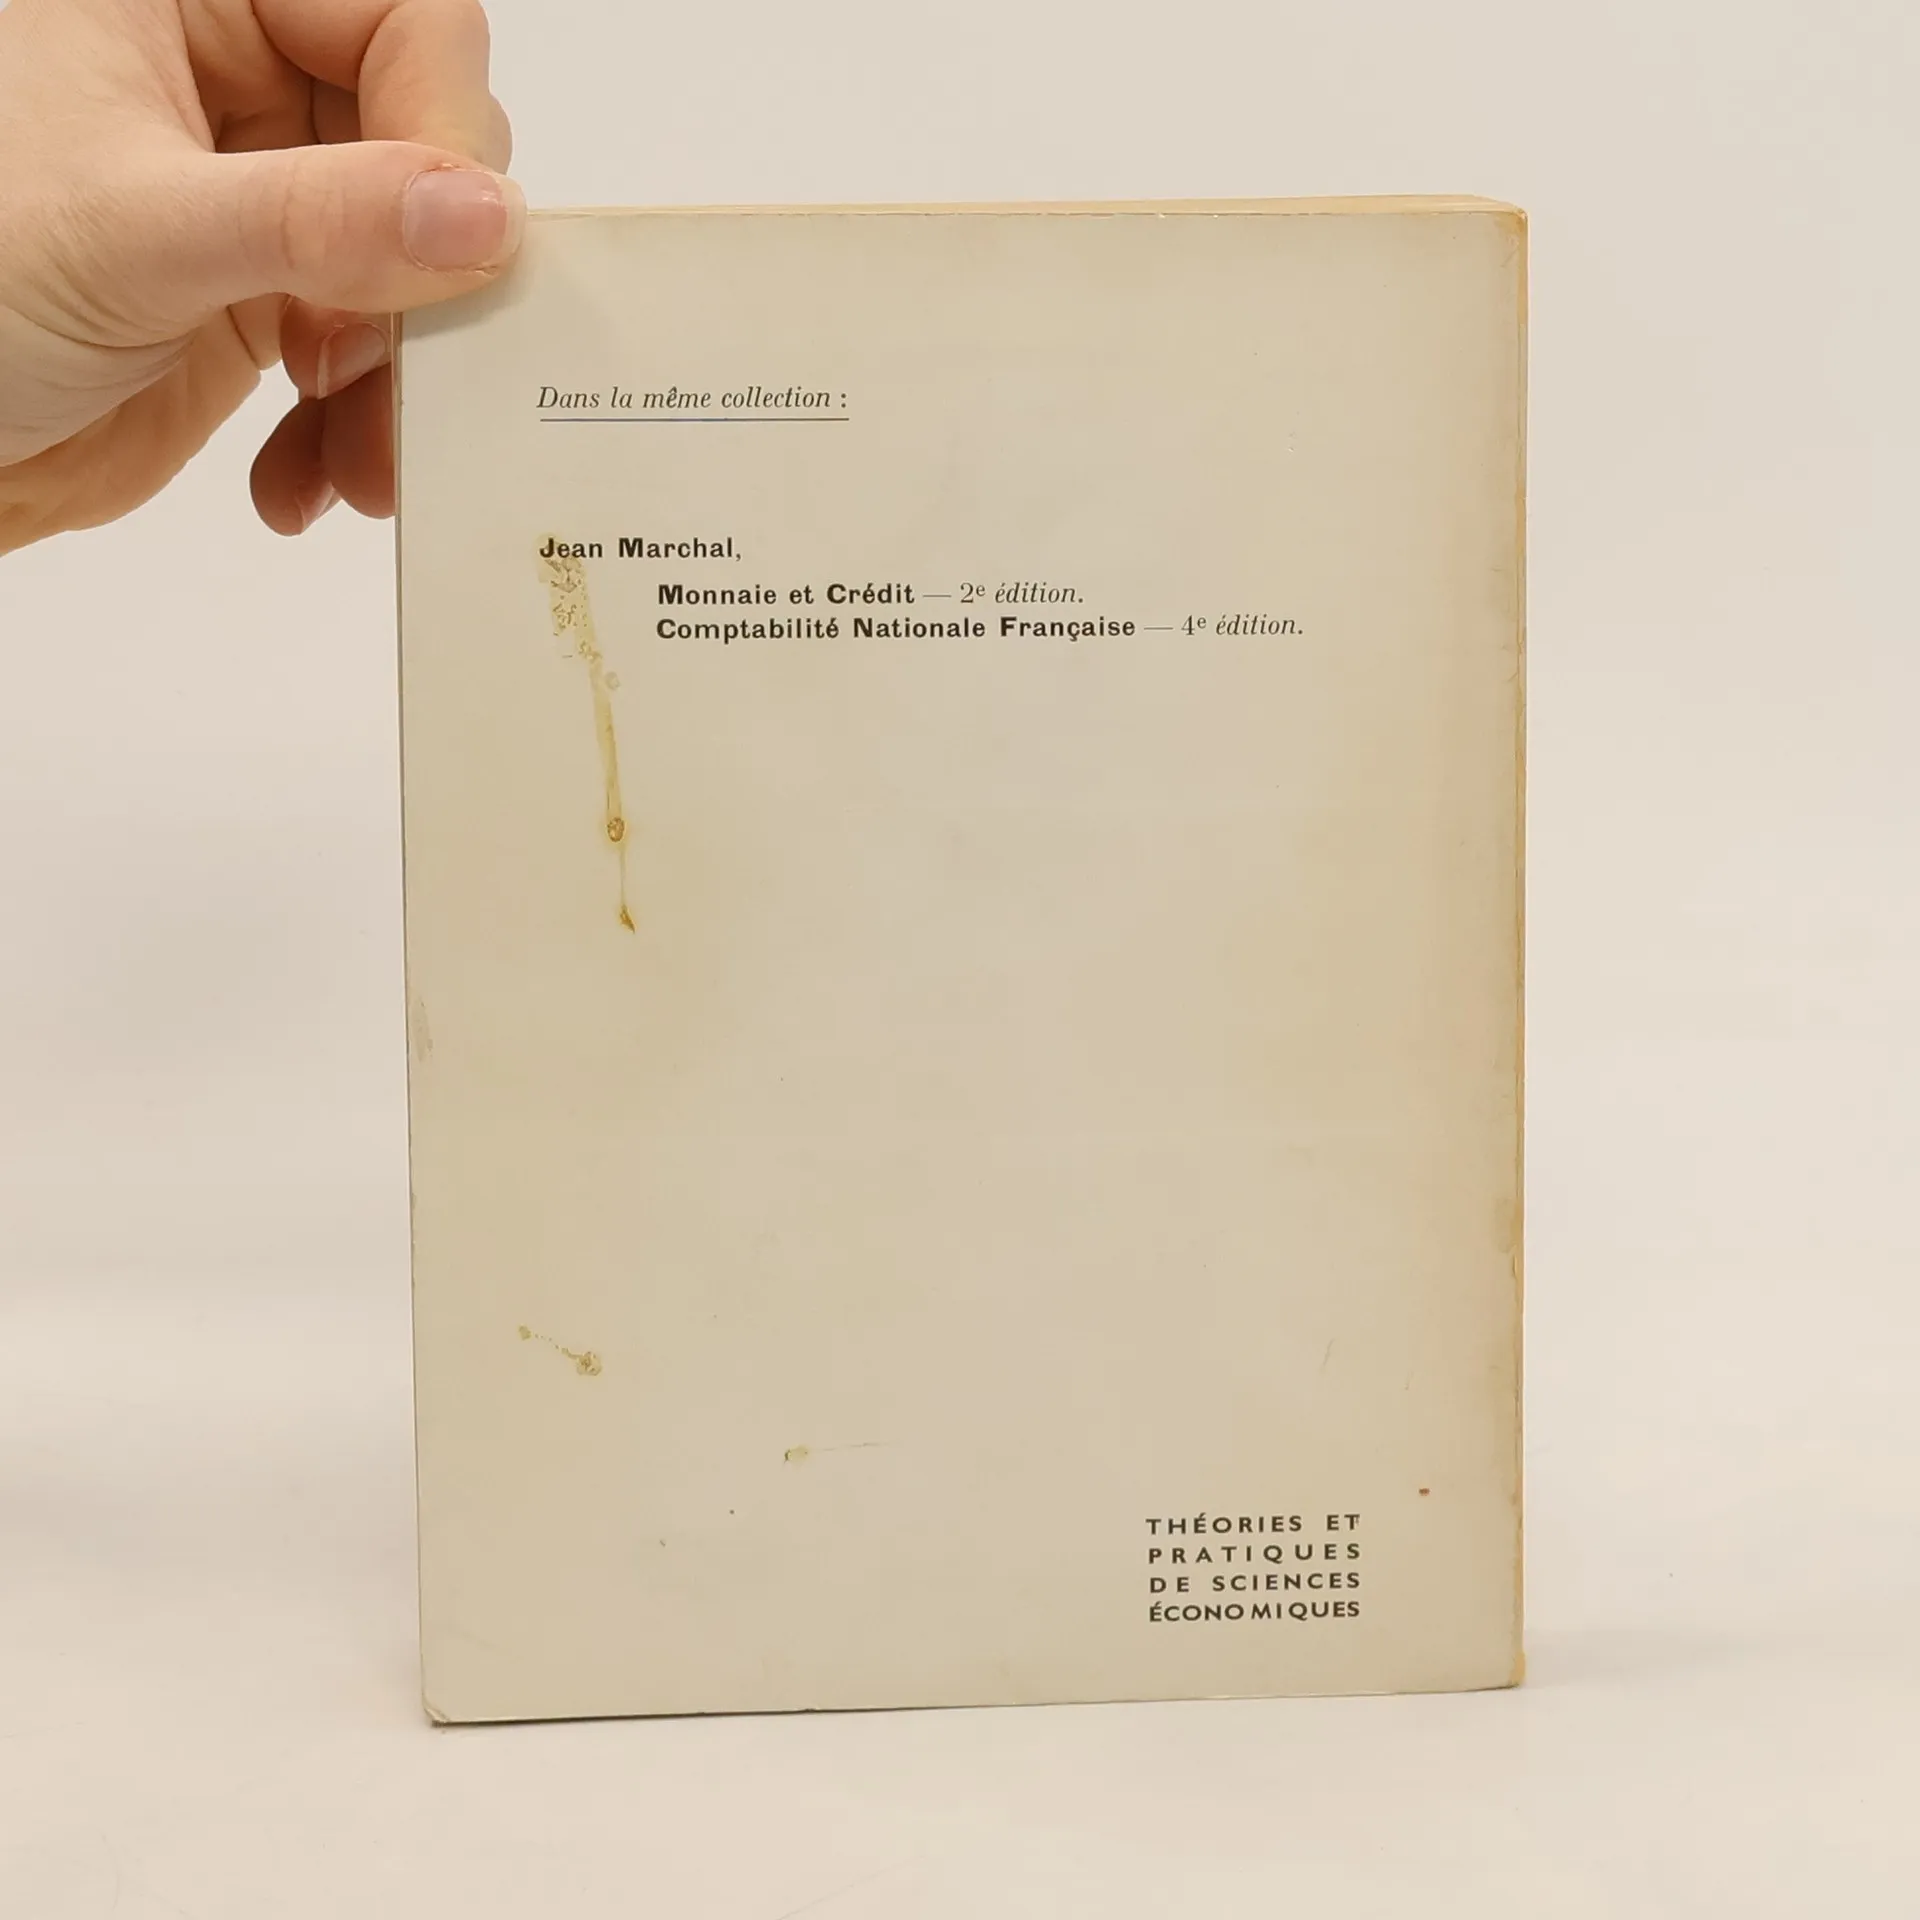 Dans la même collection :
Jean Marchal,
Monnaie et Crédit — 2e édition.
Comptabilité Nationale Française — 4e édition.
THÉORIES ET
PRATIQUES
DE SCIENCES
ÉCONOMIQUES